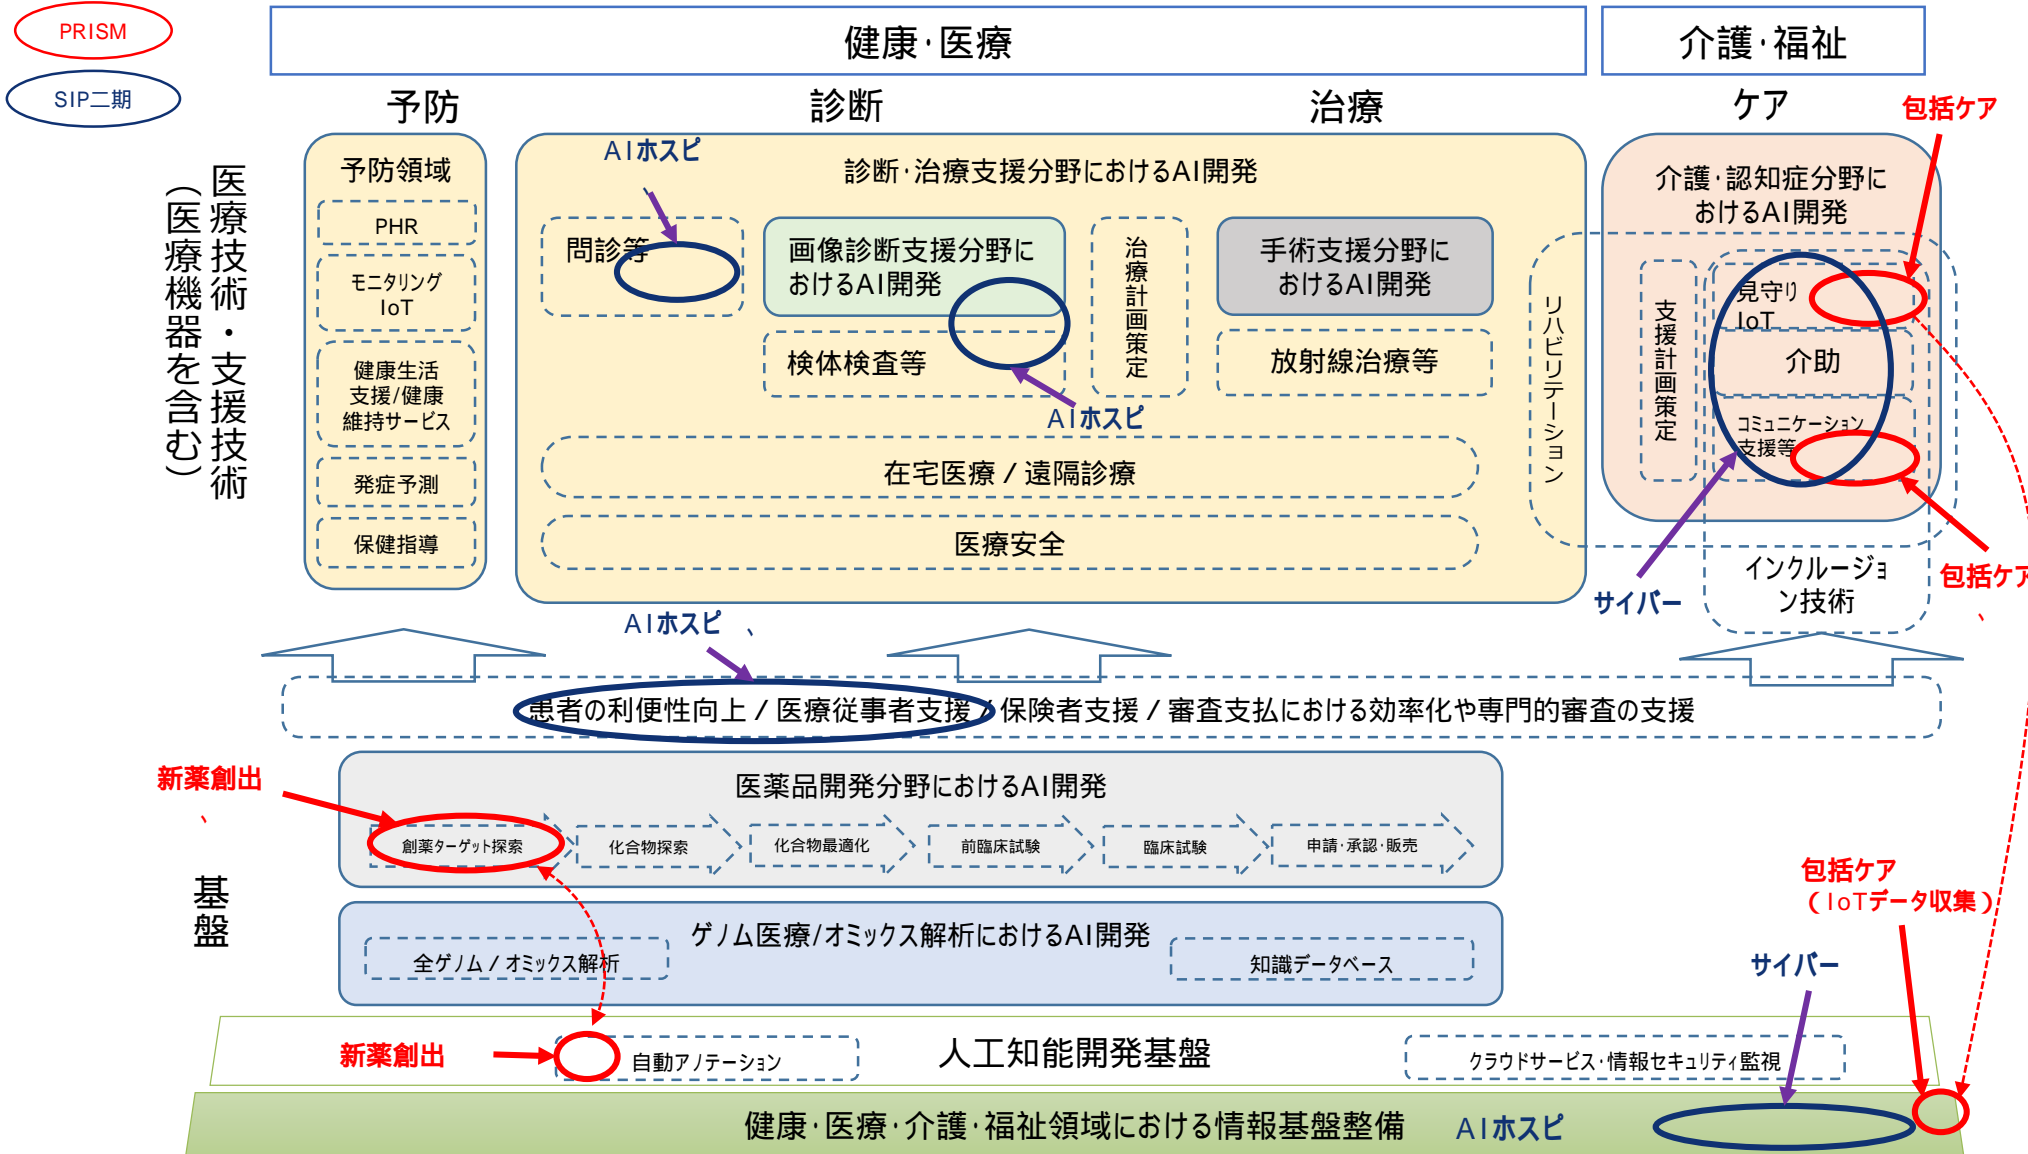 PRISM
SIP二期
健康･医療
介護･福祉
予防
診断
治療
ケア
包括ケア
医療技術・支援技術
（医療機器を含む）
予防領域
PHR
モニタリング
IoT
健康生活
支援/健康
維持サービス
発症予測
保健指導
AIホスピ
、
診断･治療支援分野におけるAI開発
問診等
画像診断支援分野に
おけるAI開発
検体検査等
AIホスピ
治療計画策定
手術支援分野に
おけるAI開発
放射線治療等
在宅医療 / 遠隔診療
医療安全
リハビリテーション
介護･認知症分野に
おけるAI開発
支援計画策定
見守り
IoT
介助
コミュニケーション
支援等
インクルージョ
ン技術
サイバー
包括ケア
、
AIホスピ 、
患者の利便性向上 / 医療従事者支援 / 保険者支援 / 審査支払における効率化や専門的審査の支援
新薬創出
、
基盤
医薬品開発分野におけるAI開発
創薬ターゲット探索
化合物探索
化合物最適化
前臨床試験
臨床試験
申請･承認･販売
ゲノム医療/オミックス解析におけるAI開発
全ゲノム / オミックス解析
知識データベース
包括ケア
（IoTデータ収集）
サイバー
新薬創出
自動アノテーション
人工知能開発基盤
クラウドサービス･情報セキュリティ監視
健康･医療･介護･福祉領域における情報基盤整備
AIホスピ